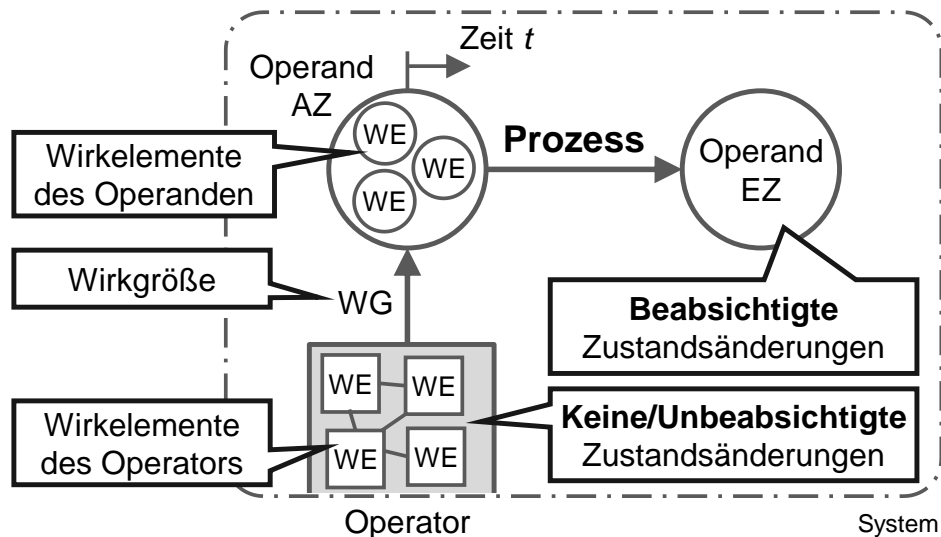 Zeit t
Operand
AZ
WE
WE
WE
Prozess
Operand
EZ
Wirkelemente
des Operanden
Wirkgröße
WG
Beabsichtigte
Zustandsänderungen
WE
WE
WE
WE
Keine/Unbeabsichtigte
Zustandsänderungen
Wirkelemente
des Operators
Operator
System